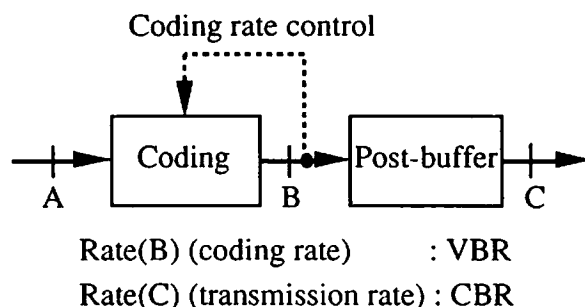 Coding rate control
Coding
Post-buffer
A
B
C
Rate(B) (coding rate) : VBR
Rate(C) (transmission rate) : CBR